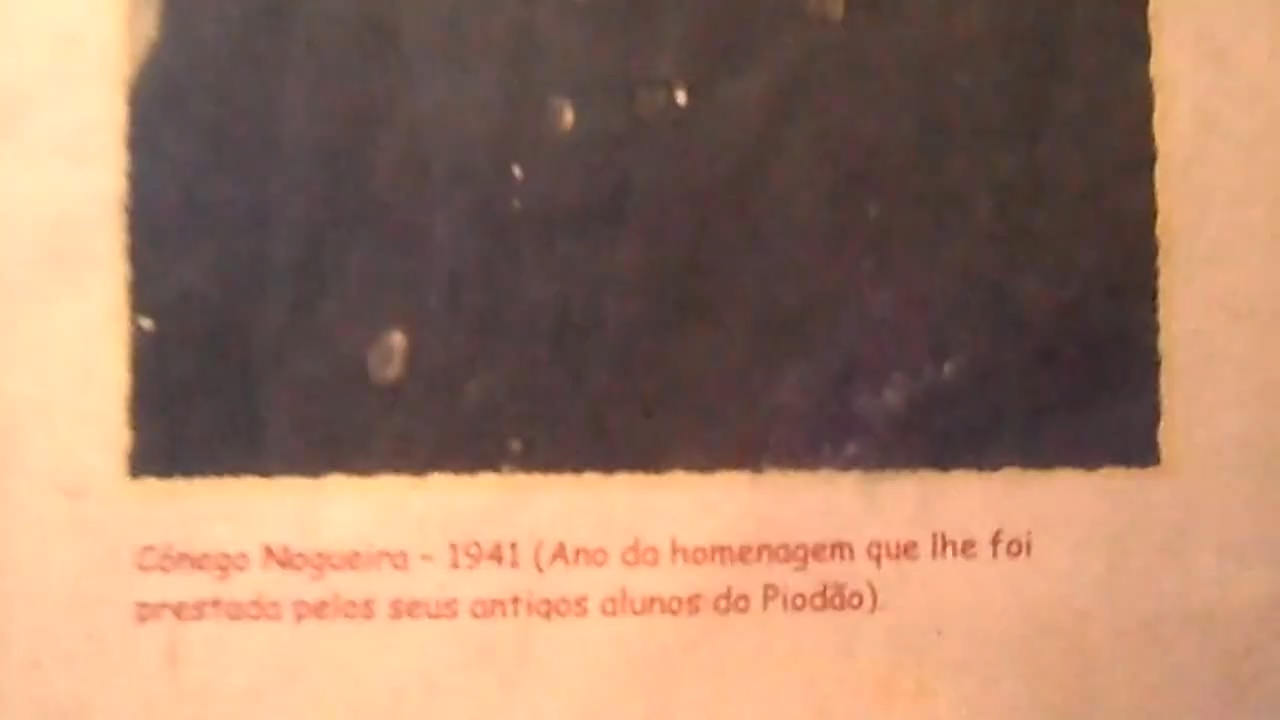 Cónego Nogueira - 1941 (Ano da homenagem que lhe foi
prestada pelos seus antigos alunos do Piodão).